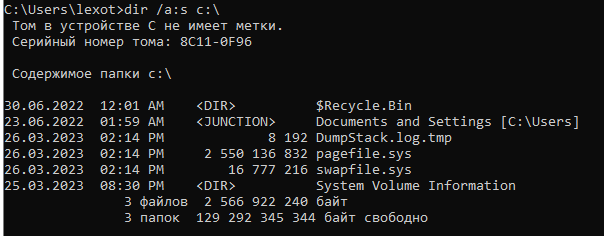 C:\Users\lexot>dir /a:s c:\
Том в устройстве C не имеет метки.
Серийный номер тома: 8C11-0F96
Содержимое папки c:\
30.06.2022  12:01 AM    <DIR>          $Recycle.Bin
23.06.2022  01:59 AM    <JUNCTION>     Documents and Settings [C:\Users]
26.03.2023  02:14 PM             8 192 DumpStack.log.tmp
26.03.2023  02:14 PM     2 550 136 832 pagefile.sys
26.03.2023  02:14 PM        16 777 216 swapfile.sys
25.03.2023  08:30 PM    <DIR>          System Volume Information
3 файлов  2 566 922 240 байт
3 папок  129 292 345 344 байт свободно